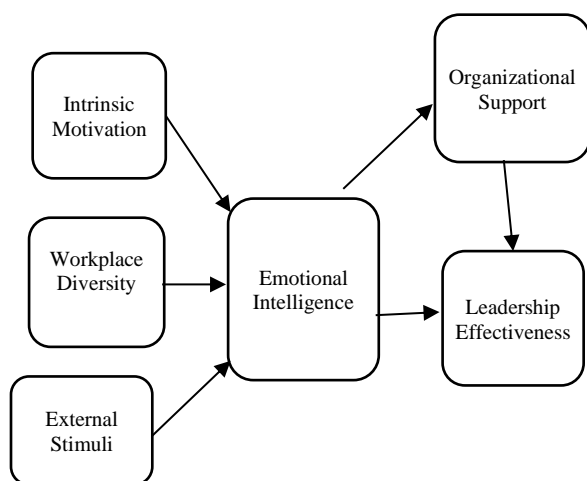 Intrinsic
Motivation
Workplace
Diversity
External
Stimuli
Emotional
Intelligence
Organizational
Support
Leadership
Effectiveness